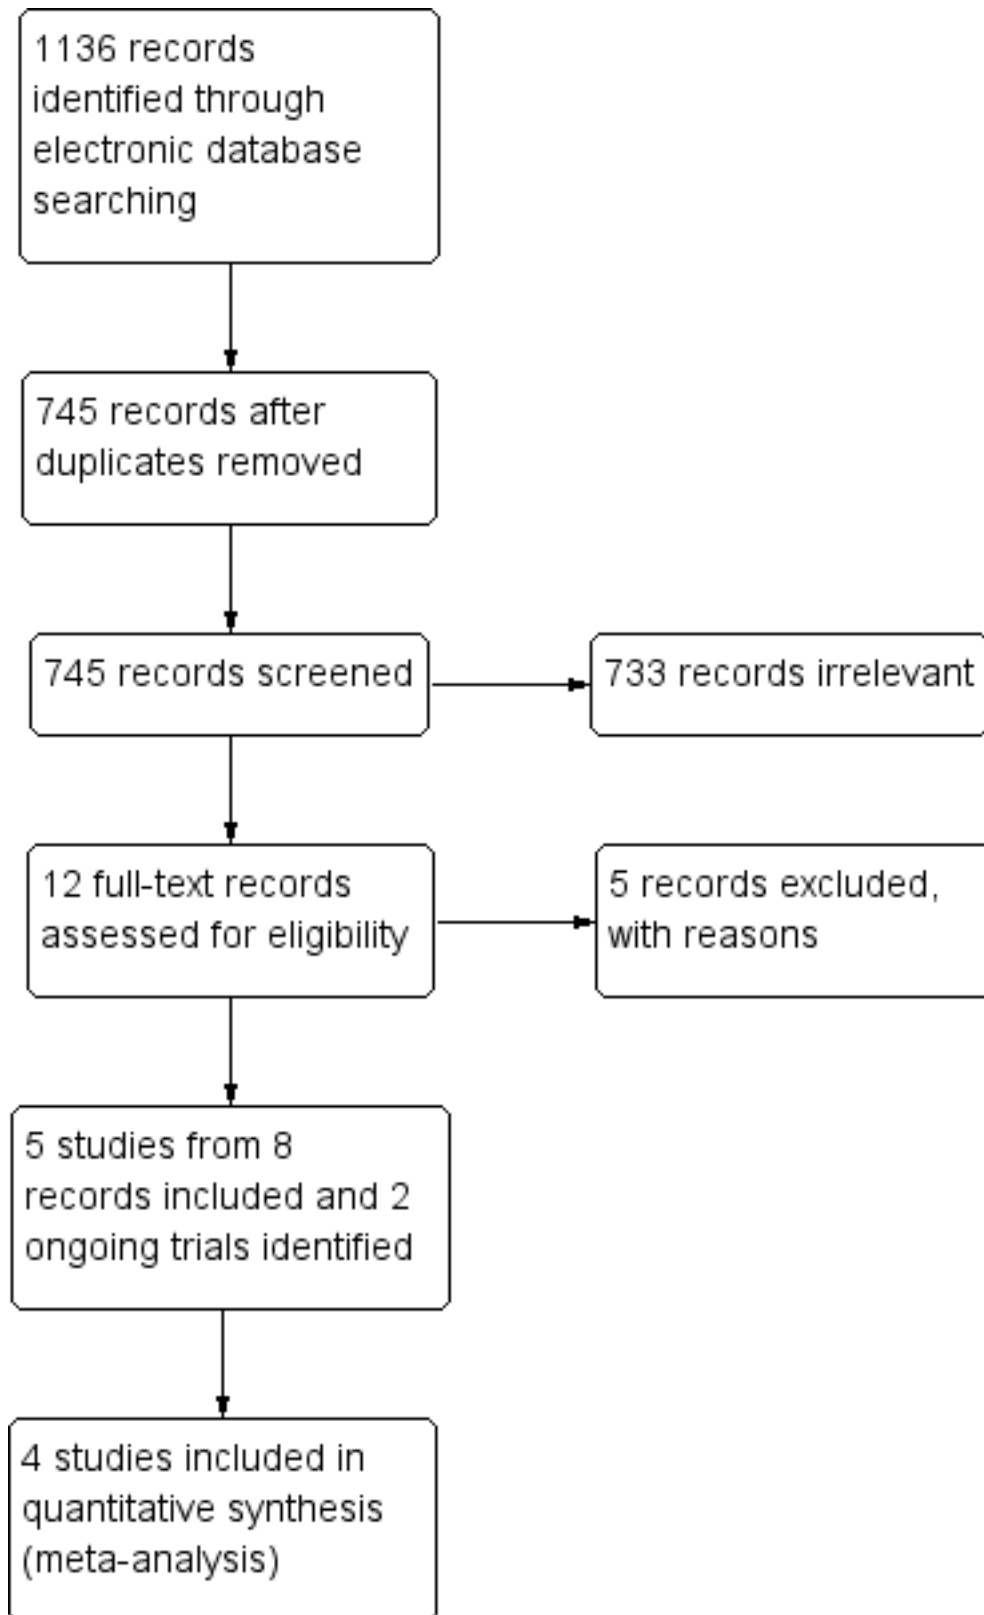 1136 records
identified through
electronic database
searching
745 records after
duplicates removed
745 records screened
733 records irrelevant
12 full-text records
assessed for eligibility
5 records excluded,
with reasons
5 studies from 8
records included and 2
ongoing trials identified
4 studies included in
quantitative synthesis
(meta-analysis)